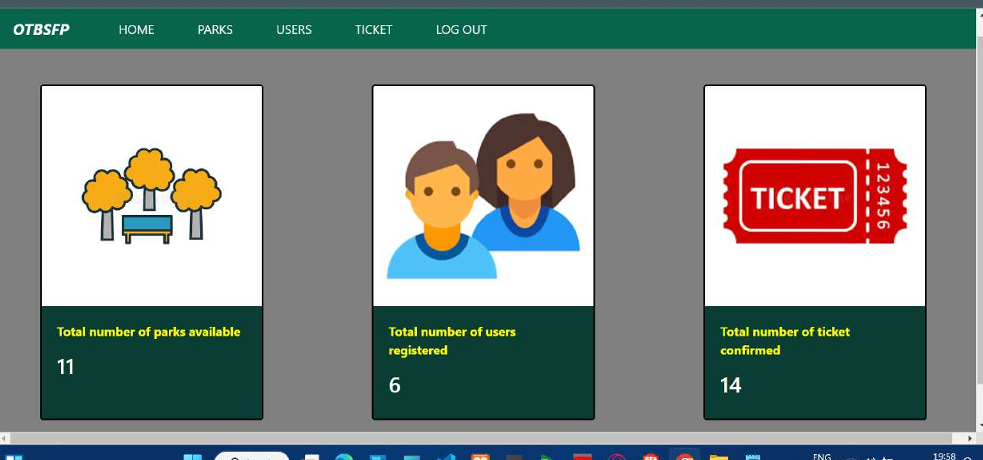 OTBSFP HOME PARKS USERS TICKET LOG OUT
TICKET 123456
Total number of parks available
11
Total number of users
registered
6
Total number of ticket
confirmed
14
ENG 19:58